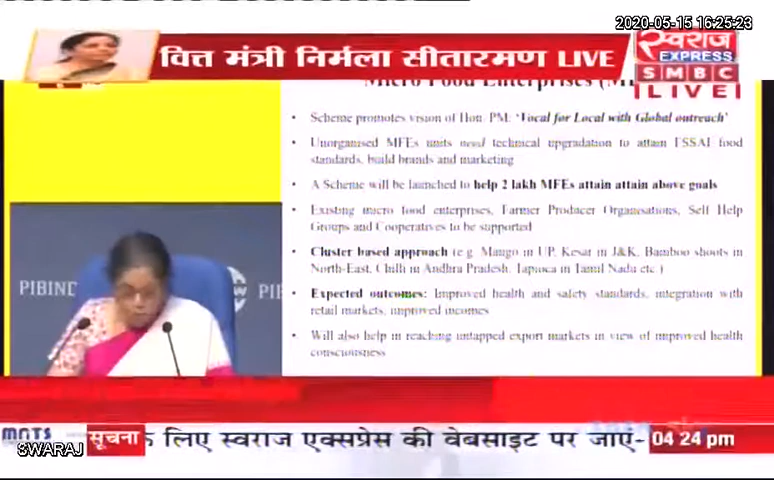 2020-05-15 16:25:23
वित्त मंत्री निर्मला सीतारमण LIVE
स्वराज
EXPRESS
SMBC
LIVE
Micro Food Enterprises
• Scheme promotes vision of Hon. PM: 'Vocal for Local with Global outreach'
• Unorganised MFEs units need technical upgradation to attain FSSAI food
standards, build brands and marketing
• A Scheme will be launched to help 2 lakh MFEs attain attain above goals
• Existing micro food enterprises, Farmer Producer Organisations, Self Help
Groups and Cooperatives to be supported
• Cluster based approach (e.g. Mango in UP, Kesar in J&K, Bamboo shoots in
North-East, Chilli in Andhra Pradesh, Tapioca in Tamil Nadu etc.)
• Expected outcomes: Improved health and safety standards, integration with
retail markets, improved incomes
• Will also help in reaching untapped export markets in view of improved health
consciousness
PIBIND
PI
सूचना
के लिए स्वराज एक्सप्रेस की वेबसाइट पर जाएं-
04:24 pm
SWARAJ